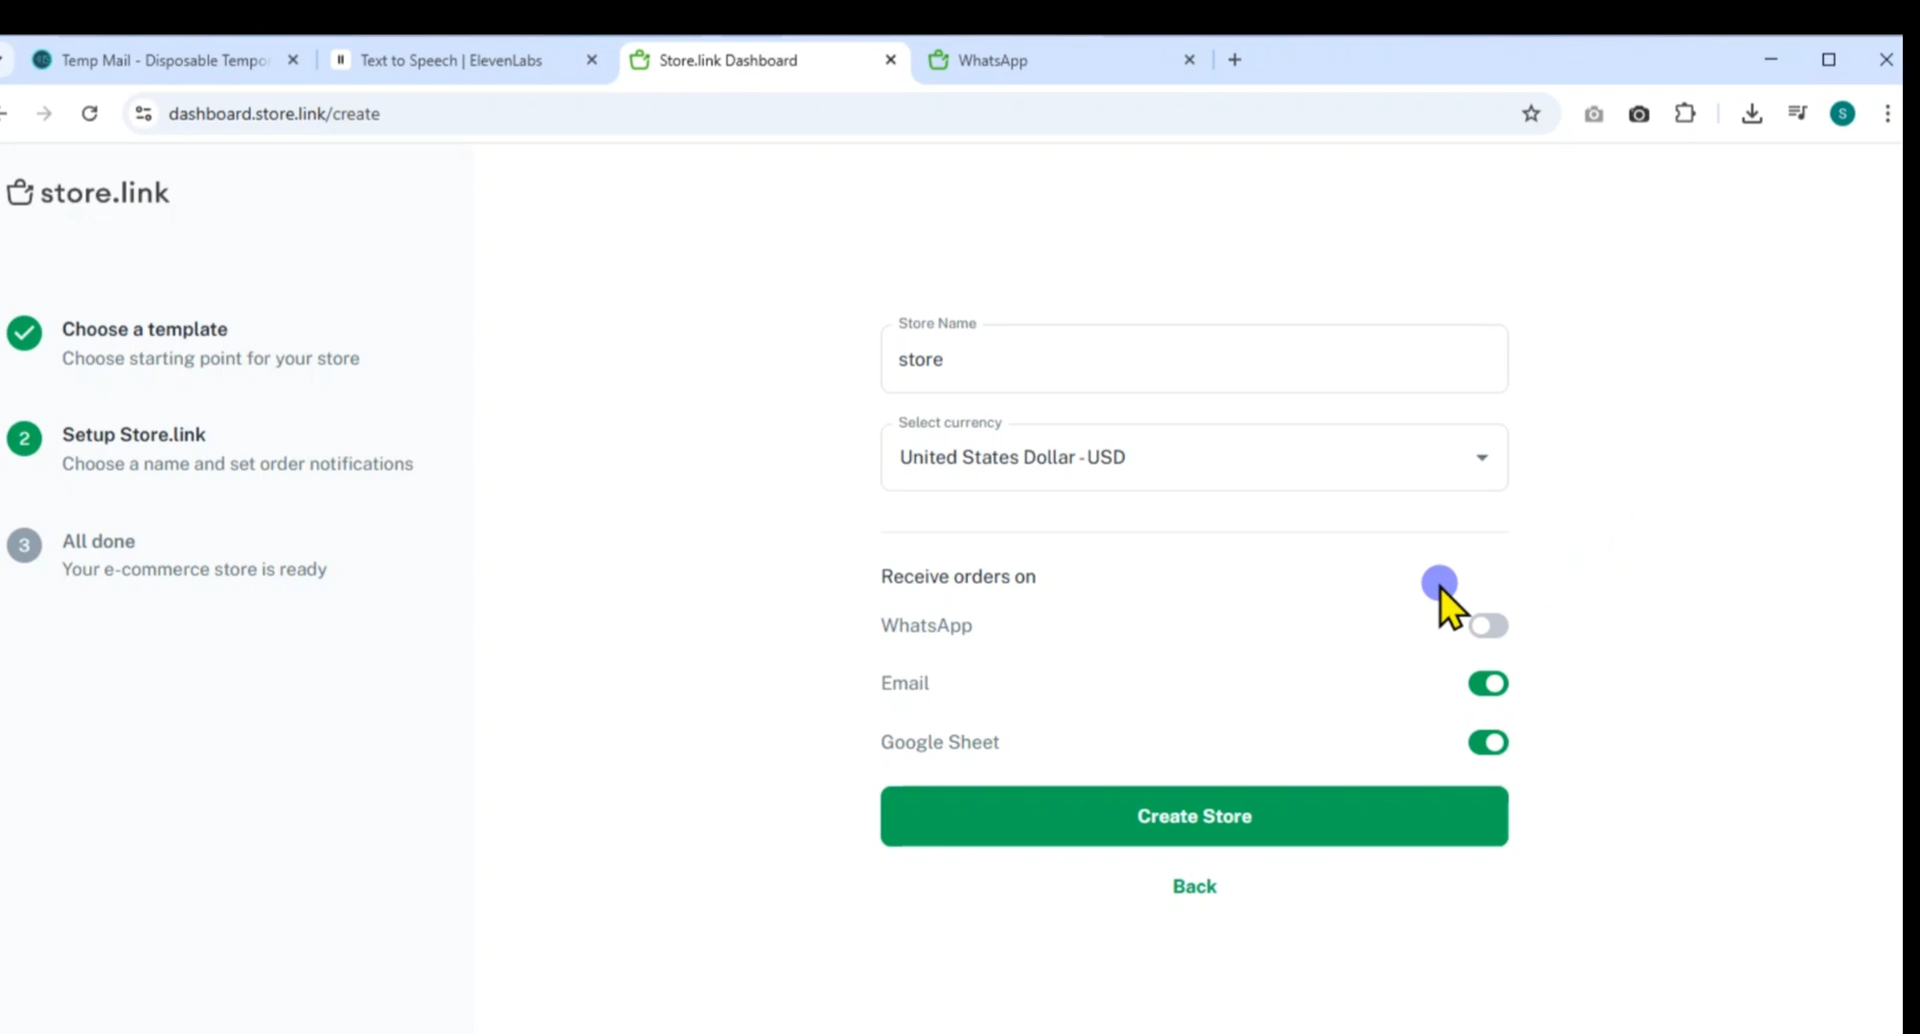 Temp Mail - Disposable Tempo
Text to Speech | ElevenLabs
Store.link Dashboard
WhatsApp
dashboard.store.link/create
S
store.link
Choose a template
Choose starting point for your store
2
Setup Store.link
Choose a name and set order notifications
3
All done
Your e-commerce store is ready
Store Name
store
Select currency
United States Dollar - USD
Receive orders on
WhatsApp
Email
Google Sheet
Create Store
Back